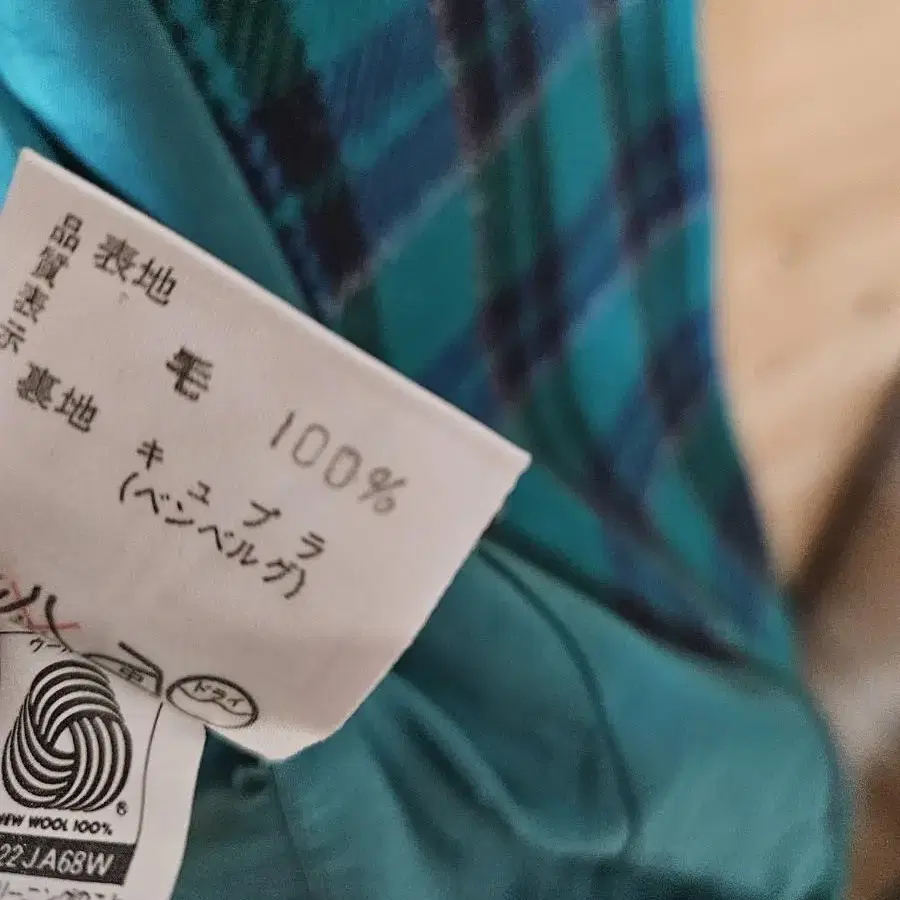 品質表示
表地
毛
100%
裏地
キュプラ
(ベンベルグ)
中
ドライ
NEW WOOL 100%
22JA68W